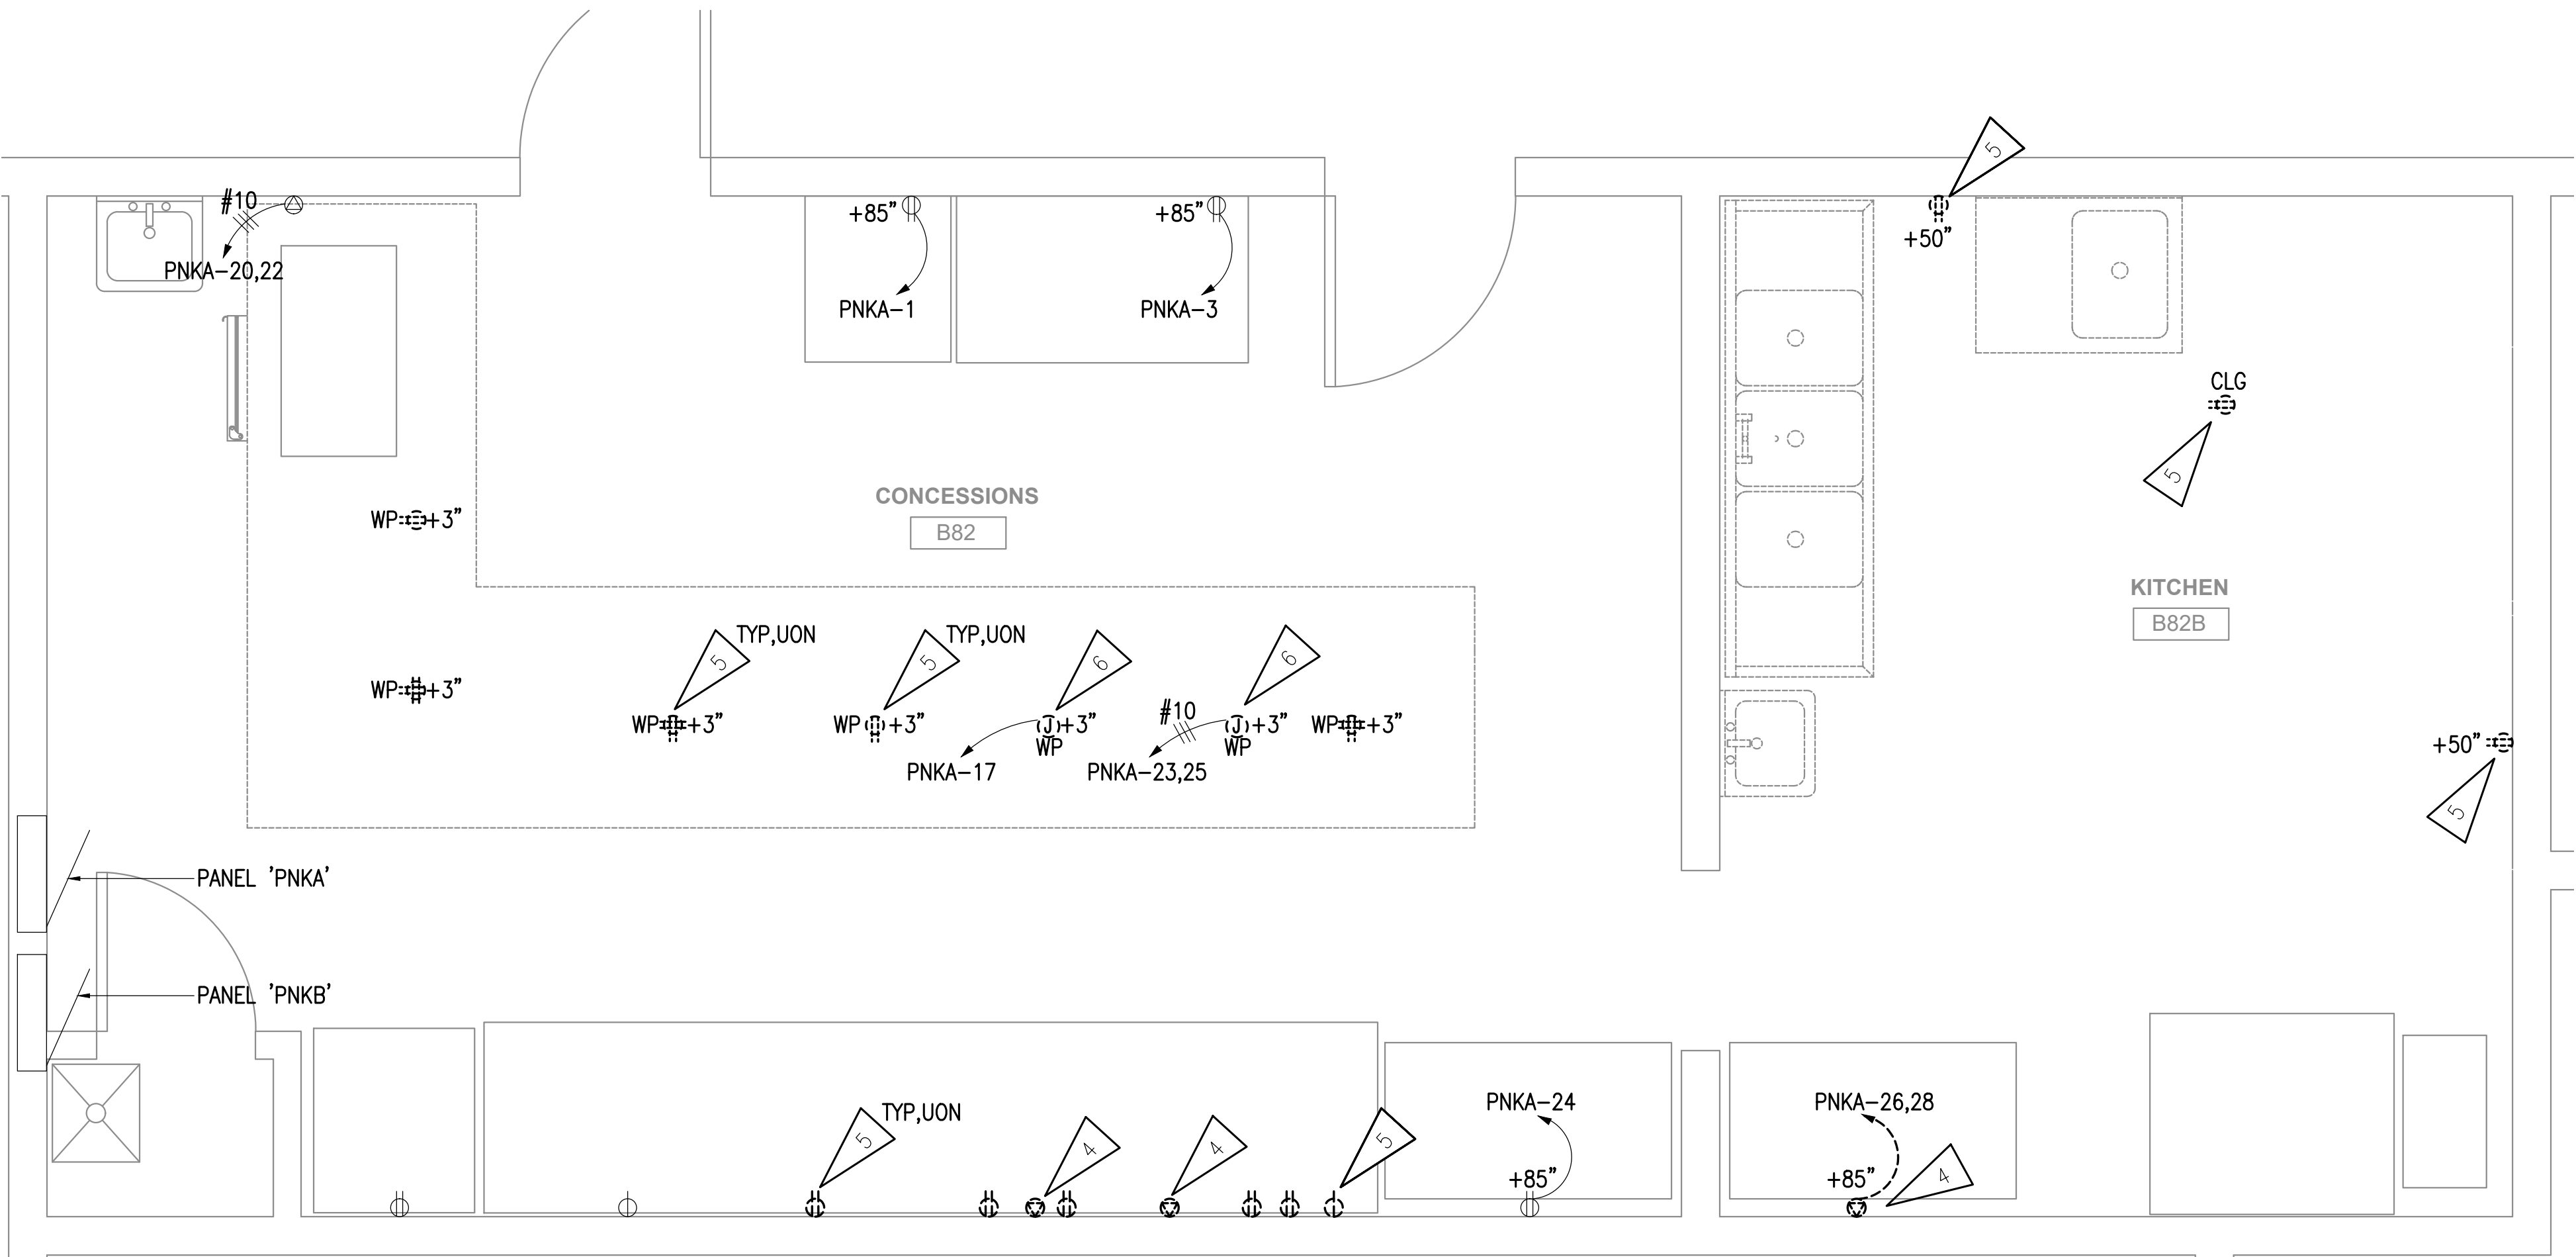 5
#10
+85”
+85”
+50”
PNKA-20,22
PNKA-1
PNKA-3
CLG
5
CONCESSIONS
B82
WP +3”
KITCHEN
B82B
5 TYP,UON
5 TYP,UON
6
6
WP +3”
WP +3”
WP +3”
J +3”
WP
#10
J +3”
WP
WP +3”
PNKA-17
PNKA-23,25
+50”
5
PANEL 'PNKA'
PANEL 'PNKB'
5 TYP,UON
4
4
5
PNKA-24
+85”
PNKA-26,28
+85”
4